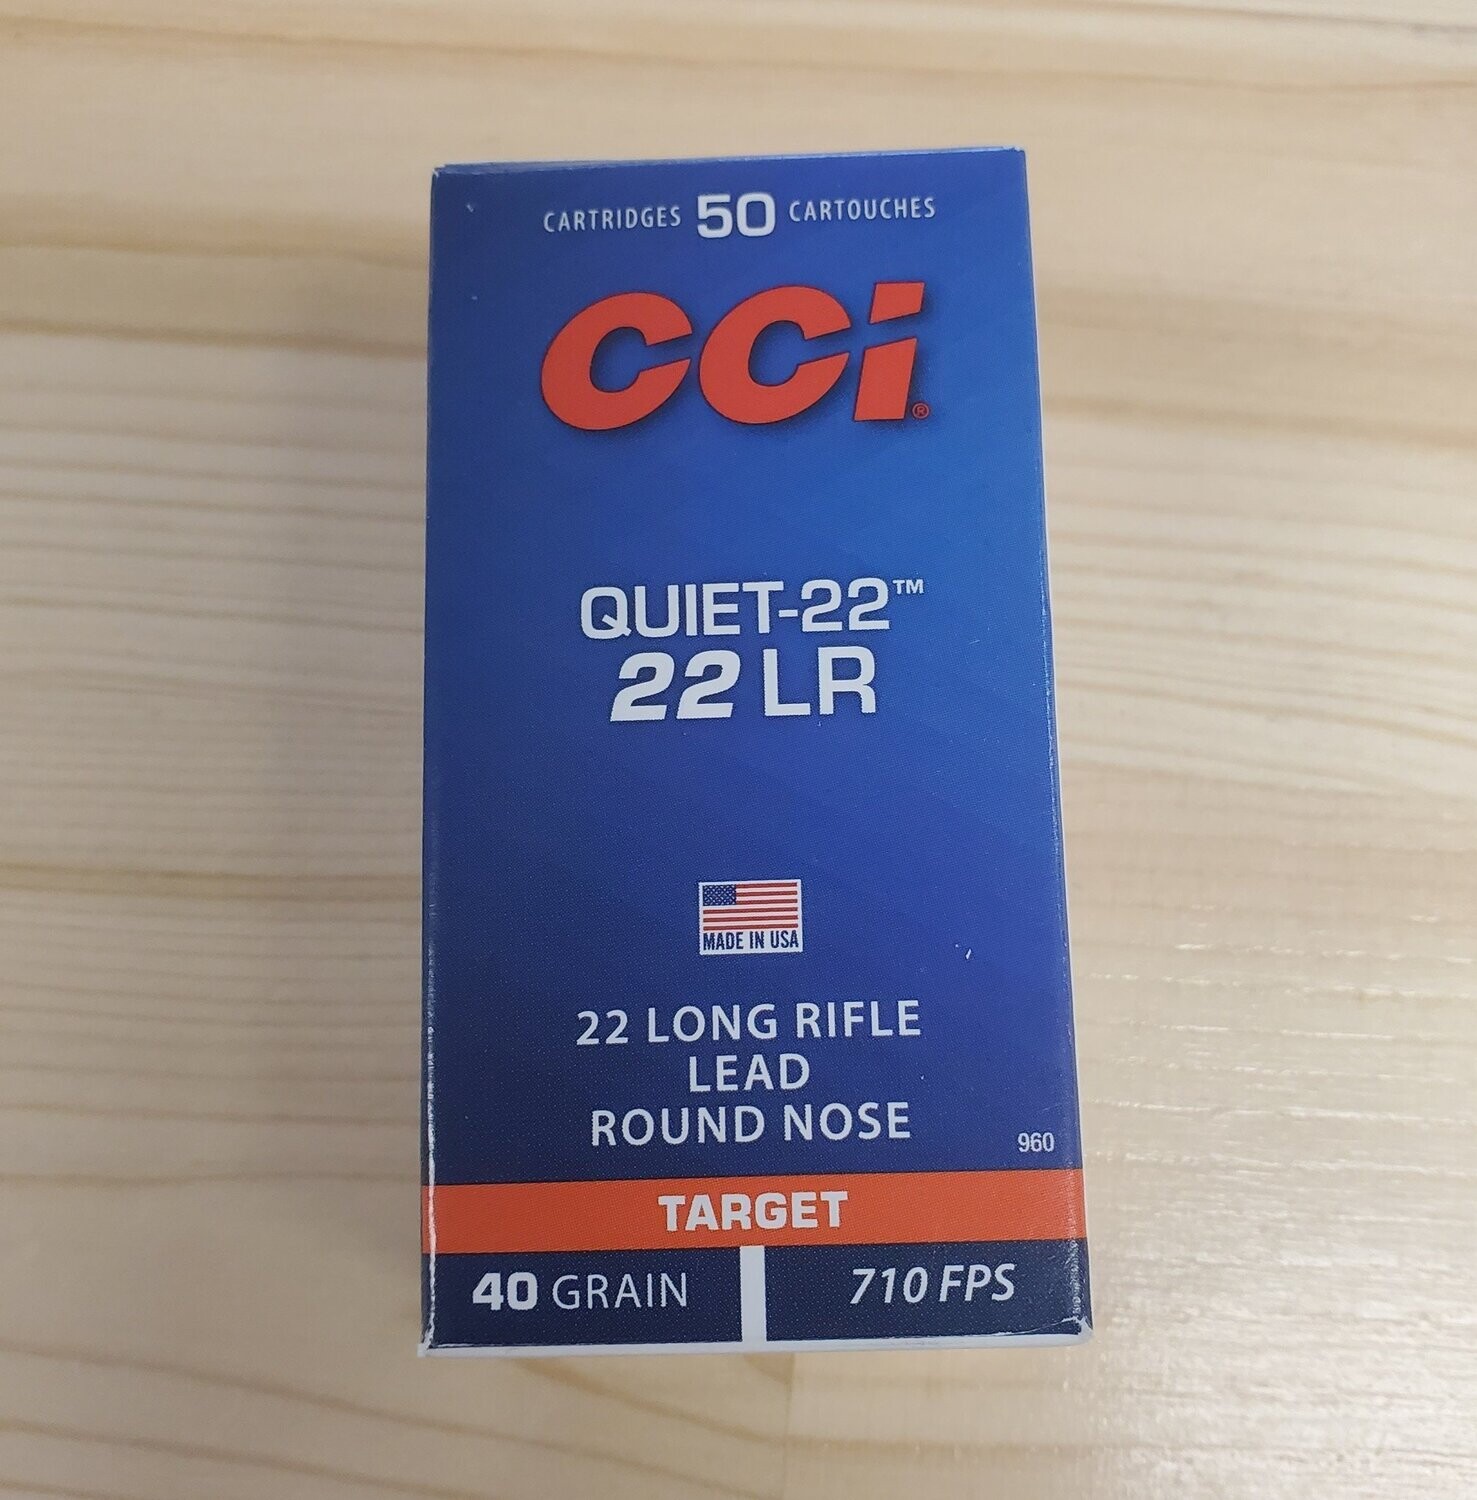 CARTRIDGES 50 CARTOUCHES
CCi®
QUIET-22™
22 LR
MADE IN USA
22 LONG RIFLE
LEAD
ROUND NOSE
960
TARGET
40 GRAIN 710 FPS